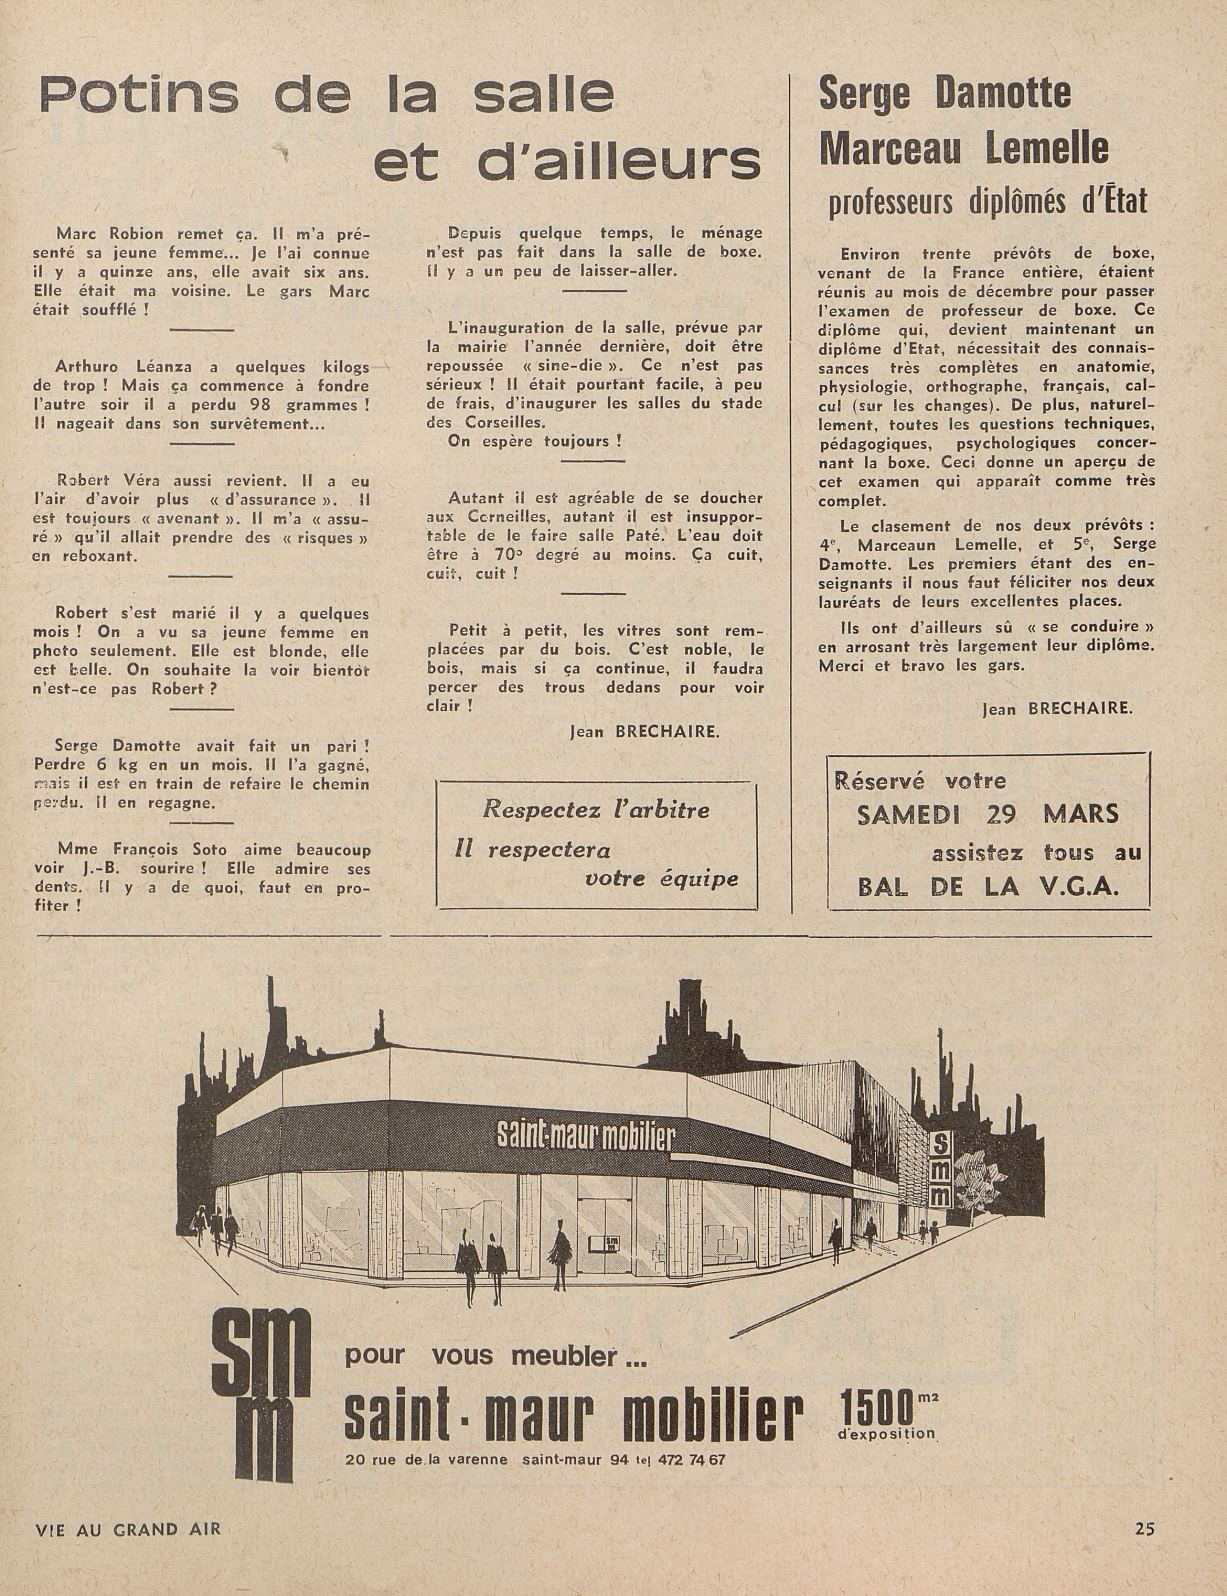 Potins de la salle
et d'ailleurs
Marc Robion remet ça. Il m'a pré-
senté sa jeune femme... Je l'ai connue
il y a quinze ans, elle avait six ans.
Elle était ma voisine. Le gars Marc
était soufflé !
Arthuro Léanza a quelques kilogs
de trop ! Mais ça commence à fondre
l'autre soir il a perdu 98 grammes !
Il nageait dans son survêtement...
Robert Véra aussi revient. Il a eu
l'air d'avoir plus « d'assurance ». Il
est toujours « avenant ». Il m'a « assu-
ré » qu'il allait prendre des « risques »
en reboxant.
Robert s'est marié il y a quelques
mois ! On a vu sa jeune femme en
photo seulement. Elle est blonde, elle
est belle. On souhaite la voir bientôt
n'est-ce pas Robert ?
Serge Damotte avait fait un pari !
Perdre 6 kg en un mois. Il l'a gagné,
mais il est en train de refaire le chemin
perdu. Il en regagne.
Mme François Soto aime beaucoup
voir J.-B. sourire ! Elle admire ses
dents. Il y a de quoi, faut en pro-
fiter !
Depuis quelque temps, le ménage
n'est pas fait dans la salle de boxe.
Il y a un peu de laisser-aller.
L'inauguration de la salle, prévue par
la mairie l'année dernière, doit être
repoussée « sine-die ». Ce n'est pas
sérieux ! Il était pourtant facile, à peu
de frais, d'inaugurer les salles du stade
des Corseilles.
On espère toujours !
Autant il est agréable de se doucher
aux Corneilles, autant il est insuppor-
table de le faire salle Paté. L'eau doit
être à 70° degré au moins. Ça cuit,
cuit, cuit !
Petit à petit, les vitres sont rem-
placées par du bois. C'est noble, le
bois, mais si ça continue, il faudra
percer des trous dedans pour voir
clair !
Jean BRECHAIRE.
Respectez l'arbitre
Il respectera
votre équipe
Serge Damotte
Marceau Lemelle
professeurs diplômés d'État
Environ trente prévôts de boxe,
venant de la France entière, étaient
réunis au mois de décembre pour passer
l'examen de professeur de boxe. Ce
diplôme qui, devient maintenant un
diplôme d'Etat, nécessitait des connais-
sances très complètes en anatomie,
physiologie, orthographe, français, cal-
cul (sur les changes). De plus, naturel-
lement, toutes les questions techniques,
pédagogiques, psychologiques concer-
nant la boxe. Ceci donne un aperçu de
cet examen qui apparaît comme très
complet.
Le clasement de nos deux prévôts :
4e, Marceaun Lemelle, et 5e, Serge
Damotte. Les premiers étant des en-
seignants il nous faut féliciter nos deux
lauréats de leurs excellentes places.
Ils ont d'ailleurs sû « se conduire »
en arrosant très largement leur diplôme.
Merci et bravo les gars.
Jean BRECHAIRE.
Réservé votre
SAMEDI 29 MARS
assistez tous au
BAL DE LA V.G.A.
saint-maur mobilier
s
m
m
sm
m
sm
m
pour vous meubler...
saint-maur mobilier 1500 m2
d'exposition
20 rue de la varenne saint-maur 94 tel 472 74 67
VIE AU GRAND AIR
25